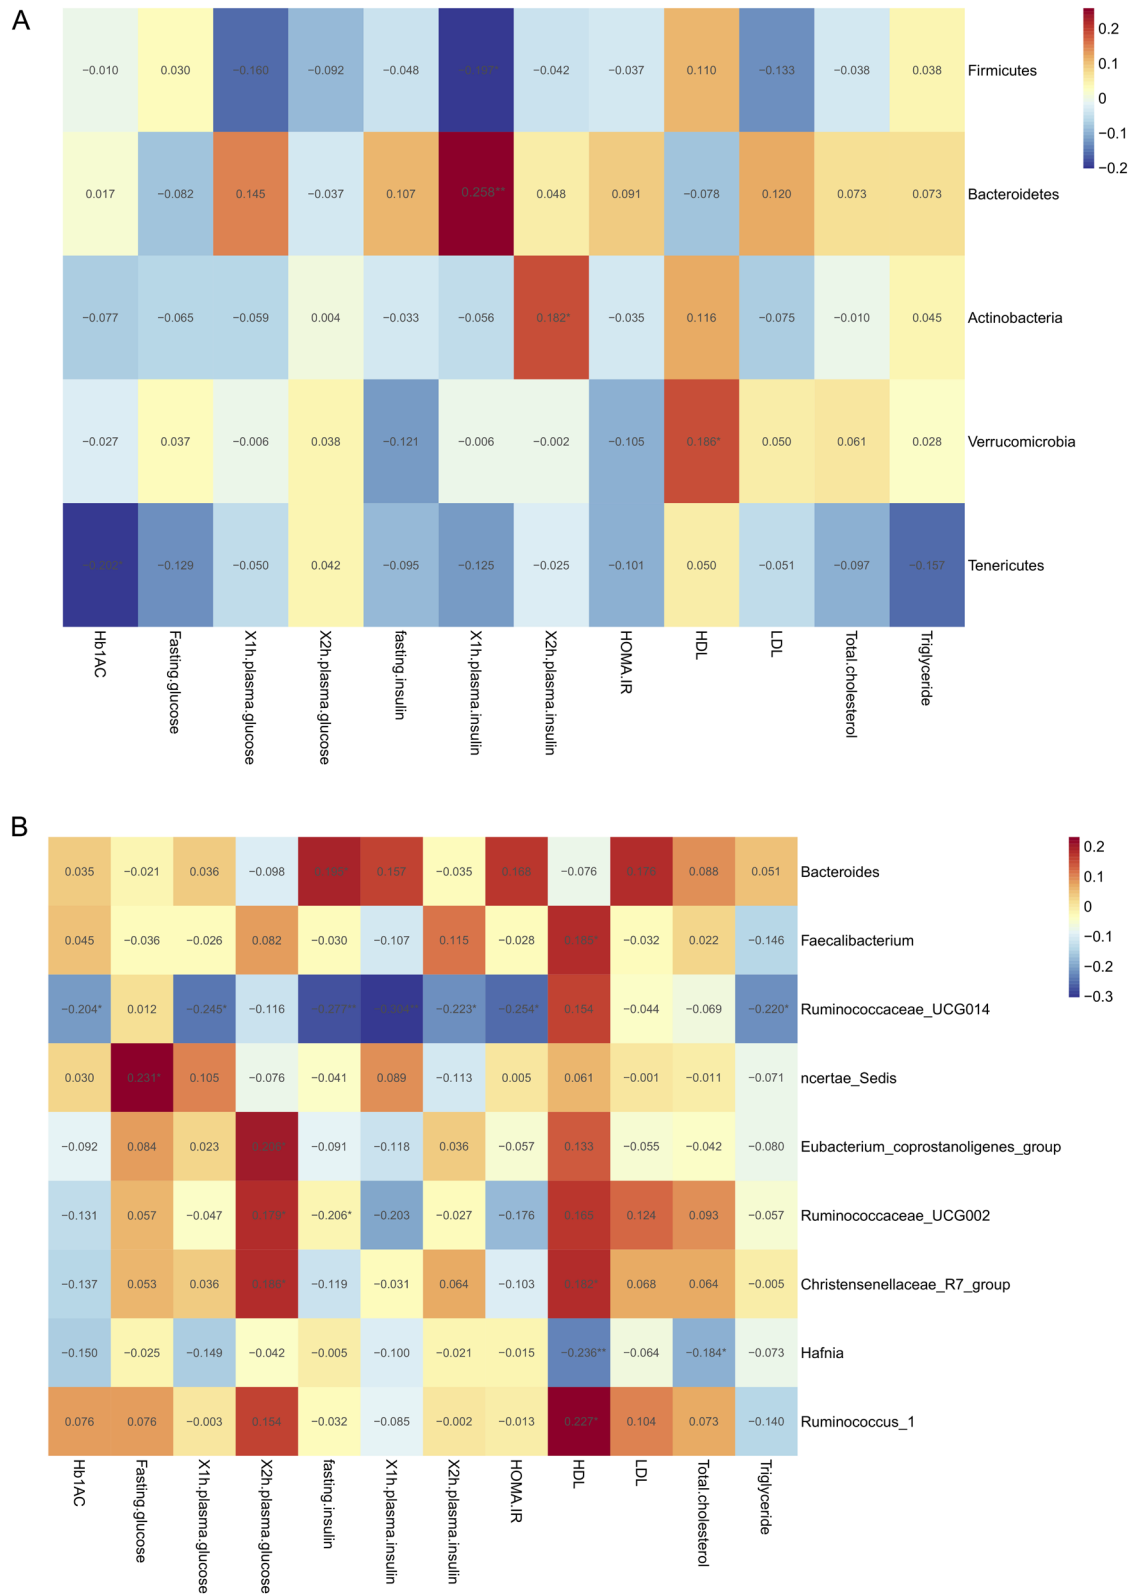 A
−0.010 0.030 −0.160 −0.092 −0.048 −0.197* −0.042 −0.037 0.110 −0.133 −0.038 0.038 Firmicutes
0.017 −0.082 0.145 −0.037 0.107 0.258** 0.048 0.091 −0.078 0.120 0.073 0.073 Bacteroidetes
−0.077 −0.065 −0.059 0.004 −0.033 −0.056 0.182* −0.035 0.116 −0.075 −0.010 0.045 Actinobacteria
−0.027 0.037 −0.006 0.038 −0.121 −0.006 −0.002 −0.105 0.186* 0.050 0.061 0.028 Verrucomicrobia
−0.202* −0.129 −0.050 0.042 −0.095 −0.125 −0.025 −0.101 0.050 −0.051 −0.097 −0.157 Tenericutes
Hb1AC
Fasting.glucose
X1h.plasma.glucose
X2h.plasma.glucose
fasting.insulin
X1h.plasma.insulin
X2h.plasma.insulin
HOMA.IR
HDL
LDL
Total.cholesterol
Triglyceride
0.2
0.1
0
−0.1
−0.2
B
0.035 −0.021 0.036 −0.098 0.157 −0.035 0.168 −0.076 0.088 0.051 Bacteroides
0.045 −0.036 −0.026 0.082 −0.030 −0.107 0.115 −0.028 −0.032 0.022 −0.146 Faecalibacterium
−0.204* 0.012 −0.245* −0.116 −0.223* −0.254* 0.154 −0.044 −0.069 −0.220* Ruminococcaceae_UCG014
0.030 0.231* 0.105 −0.076 −0.041 0.089 −0.113 0.005 0.061 −0.001 −0.011 −0.071 ncertae_Sedis
−0.092 0.084 0.023 −0.091 −0.118 0.036 −0.057 0.133 −0.055 −0.042 −0.080 Eubacterium_coprostanoligenes_group
−0.131 0.057 −0.047 0.179* −0.206* −0.203 −0.027 −0.176 0.165 0.124 0.093 −0.057 Ruminococcaceae_UCG002
−0.137 0.053 0.036 −0.119 −0.031 0.064 −0.103 0.068 0.064 −0.005 Christensenellaceae_R7_group
−0.150 −0.025 −0.149 −0.042 −0.005 −0.100 −0.021 −0.015 −0.236** −0.064 −0.184* −0.073 Hafnia
0.076 0.076 −0.003 0.154 −0.032 −0.085 −0.002 −0.013 0.227* 0.104 0.073 −0.140 Ruminococcus_1
Hb1AC
Fasting.glucose
X1h.plasma.glucose
X2h.plasma.glucose
fasting.insulin
X1h.plasma.insulin
X2h.plasma.insulin
HOMA.IR
HDL
LDL
Total.cholesterol
Triglyceride
0.2
0.1
0
−0.1
−0.2
−0.3